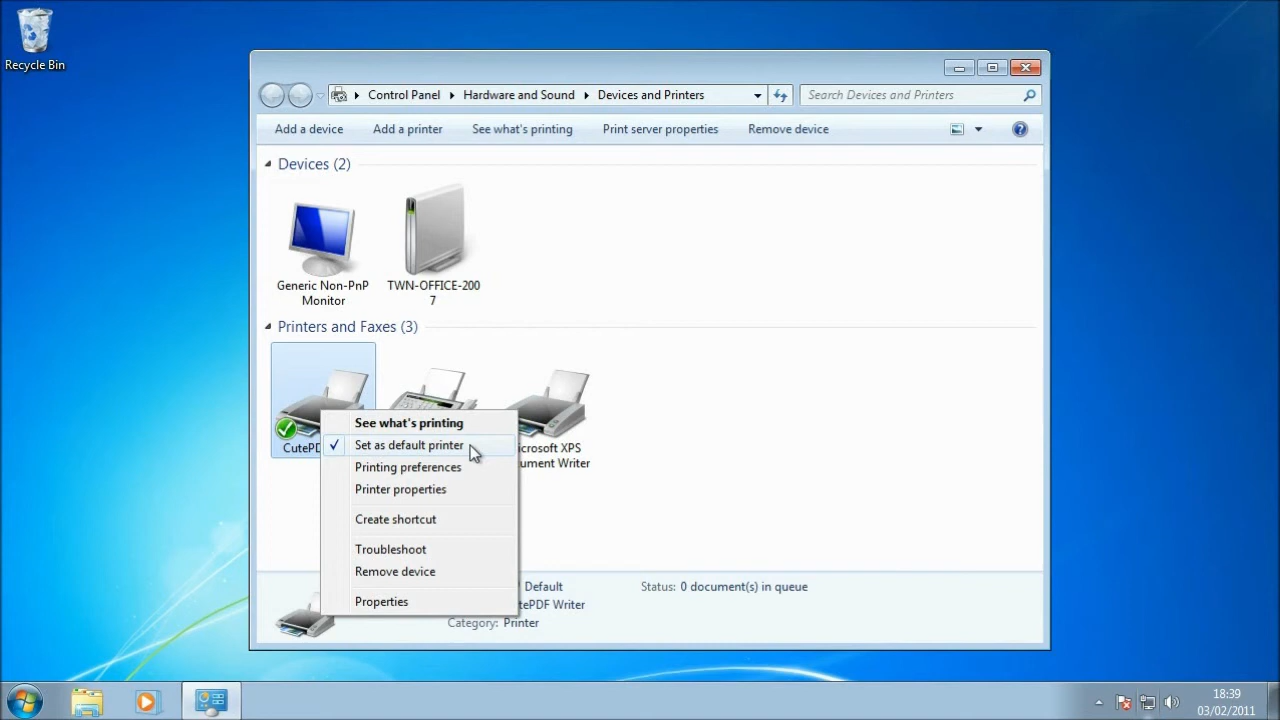 Recycle Bin
Control Panel Hardware and Sound Devices and Printers
Search Devices and Printers
Add a device Add a printer See what's printing Print server properties Remove device
Devices (2)
Generic Non-PnP
Monitor
TWN-OFFICE-200
7
Printers and Faxes (3)
CuteP
icrosoft XPS
ument Writer
See what's printing
Set as default printer
Printing preferences
Printer properties
Create shortcut
Troubleshoot
Remove device
Properties
Default
tePDF Writer
Category: Printer
Status: 0 document(s) in queue
18:39
03/02/2011